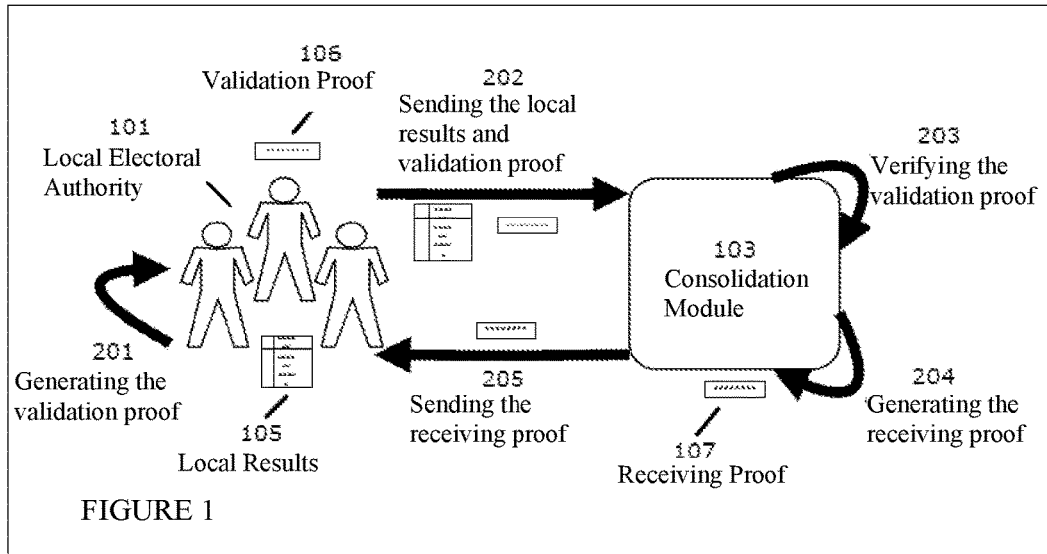 106
Validation Proof
202
Sending the local
results and
validation proof
101
Local Electoral
Authority
203
Verifying the
validation proof
103
Consolidation
Module
201
Generating the
validation proof
105
Local Results
205
Sending the
receiving proof
204
Generating the
receiving proof
107
Receiving Proof
FIGURE 1